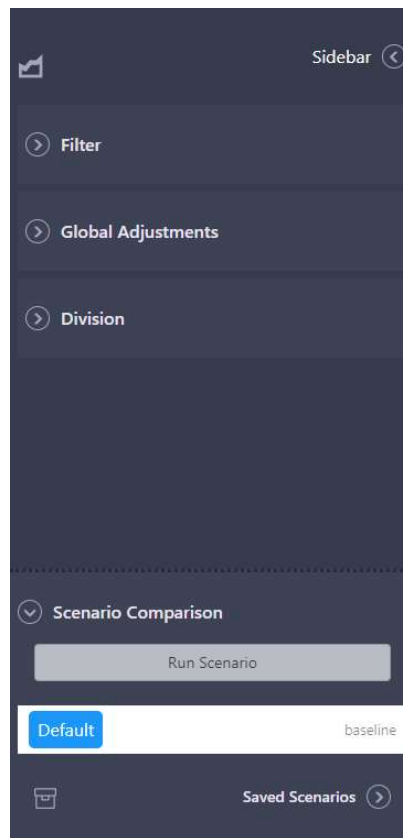 Sidebar
Filter
Global Adjustments
Division
Scenario Comparison
Run Scenario
Default baseline
Saved Scenarios